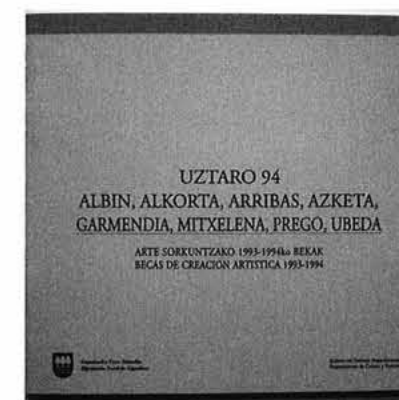 UZTARO 94
ALBIN, ALKORTA, ARRIBAS, AZKETA,
GARMENDIA, MITXELENA, PREGO, UBEDA
ARTE SORKUNTZAKO 1993-1994ko BEKAK
BECAS DE CREACION ARTISTICA 1993-1994